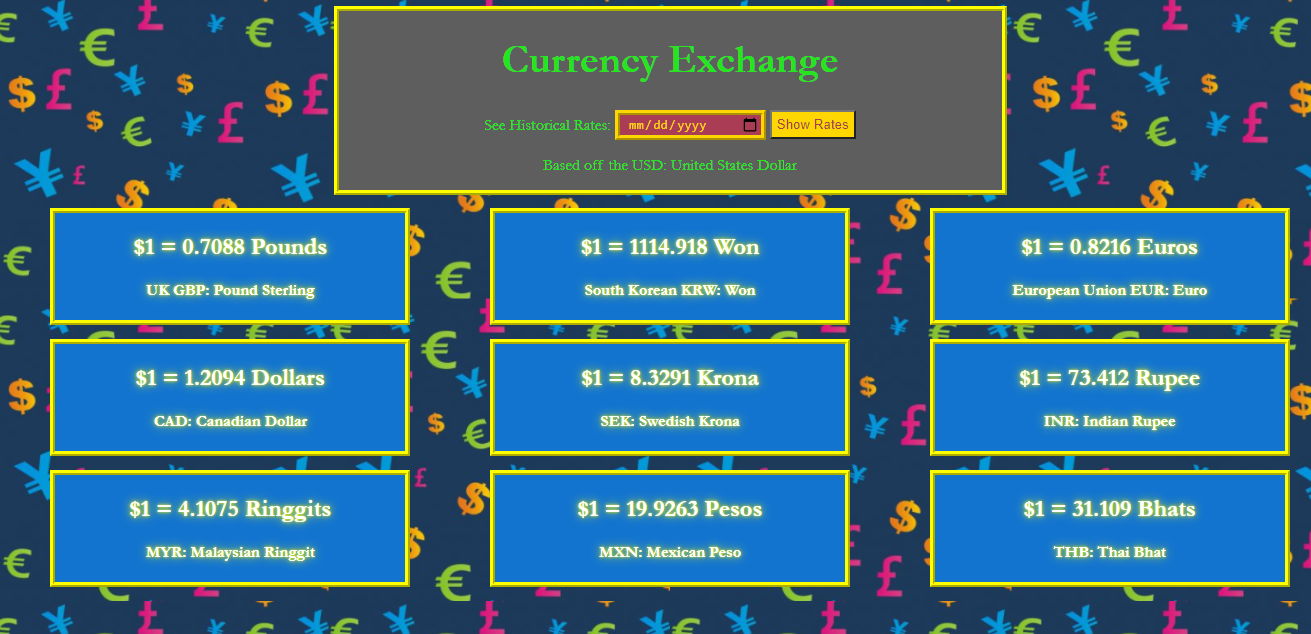 Currency Exchange
See Historical Rates: mm/dd/yyyy Show Rates
Based off the USD: United States Dollar
$1 = 0.7088 Pounds
UK GBP: Pound Sterling
$1 = 1114.918 Won
South Korean KRW: Won
$1 = 0.8216 Euros
European Union EUR: Euro
$1 = 1.2094 Dollars
CAD: Canadian Dollar
$1 = 8.3291 Krona
SEK: Swedish Krona
$1 = 73.412 Rupee
INR: Indian Rupee
$1 = 4.1075 Ringgits
MYR: Malaysian Ringgit
$1 = 19.9263 Pesos
MXN: Mexican Peso
$1 = 31.109 Bhats
THB: Thai Bhat